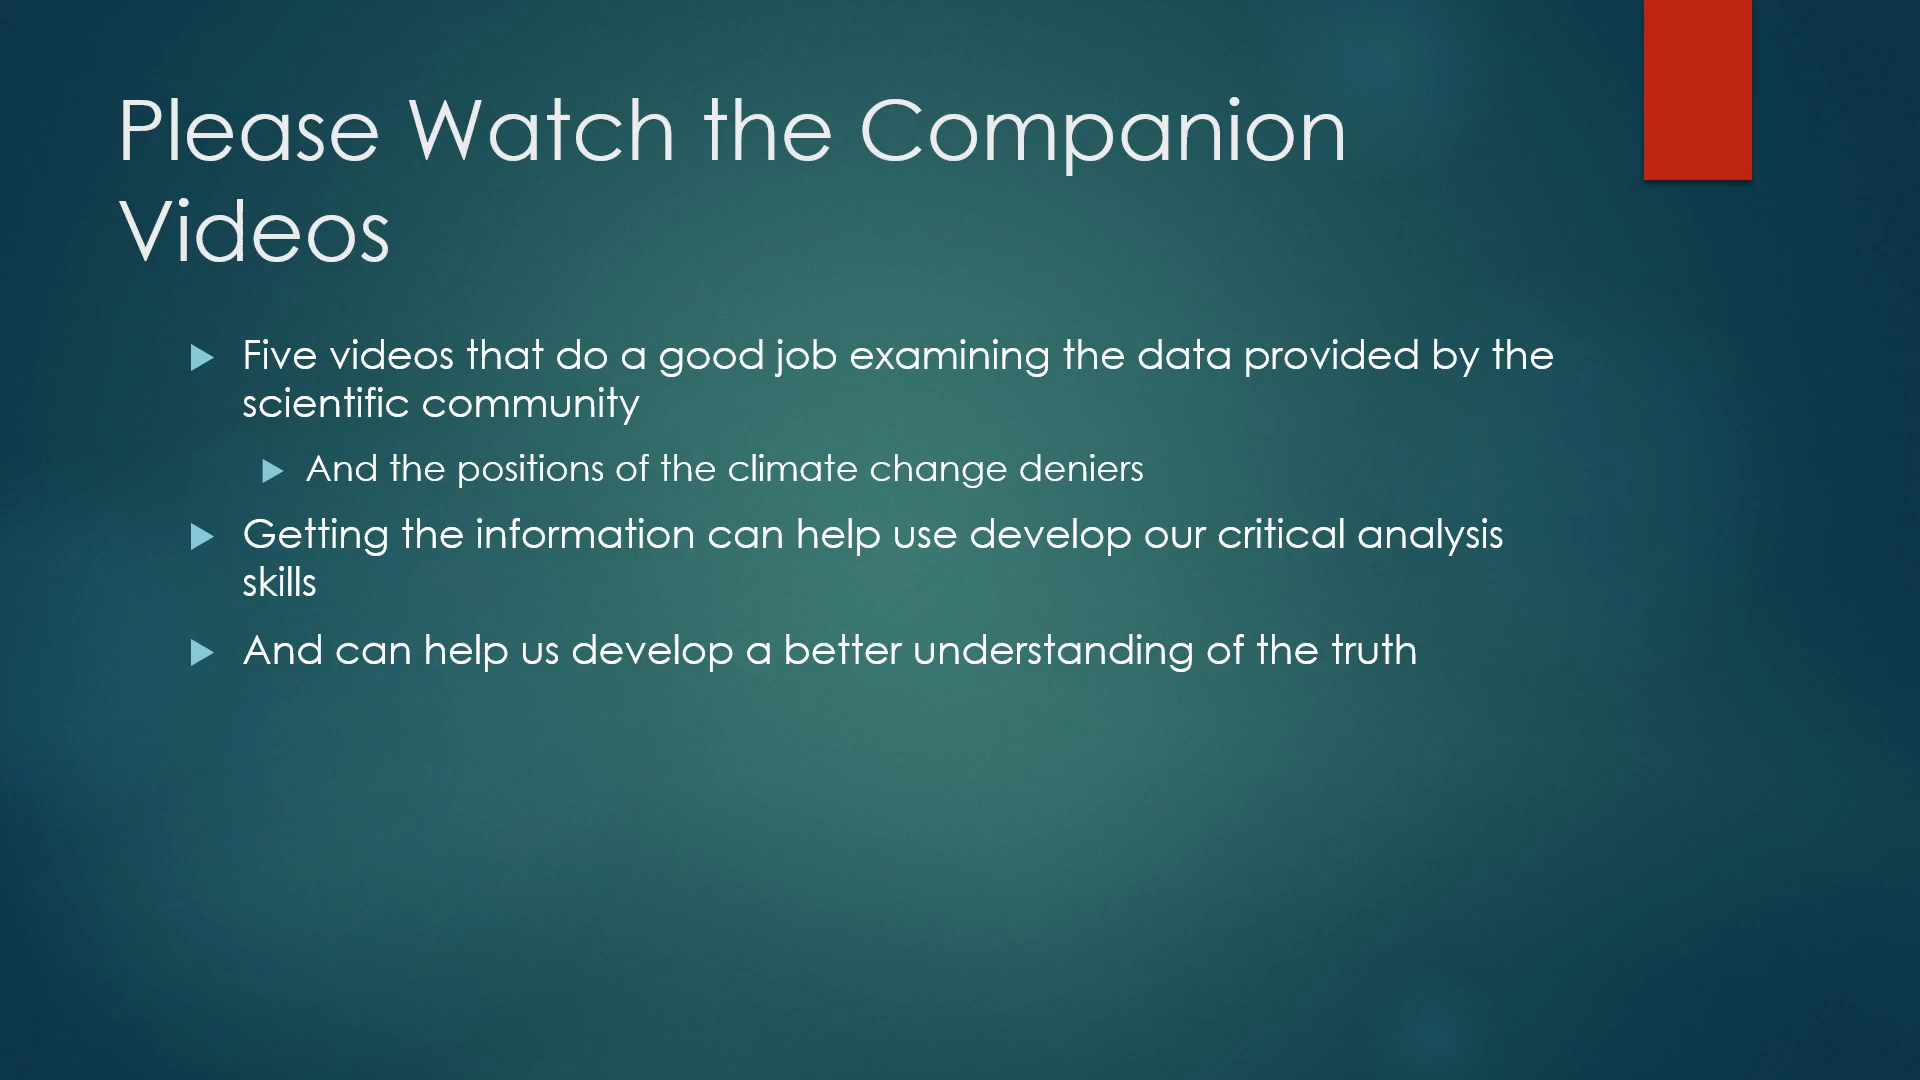 Please Watch the Companion
Videos
Five videos that do a good job examining the data provided by the
scientific community
And the positions of the climate change deniers
Getting the information can help use develop our critical analysis
skills
And can help us develop a better understanding of the truth